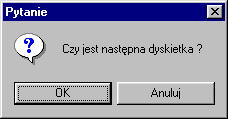 Pytanie
Czy jest następna dyskietka ?
OK
Anuluj